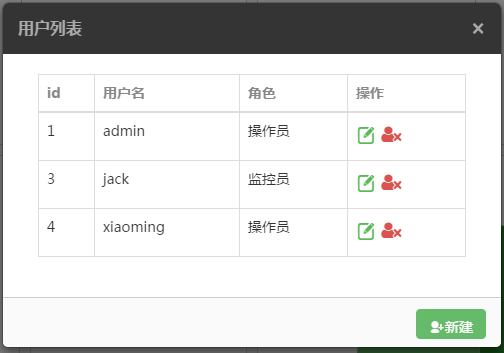 用户列表 ×
id 用户名 角色 操作
1 admin 操作员
3 jack 监控员
4 xiaoming 操作员
新建